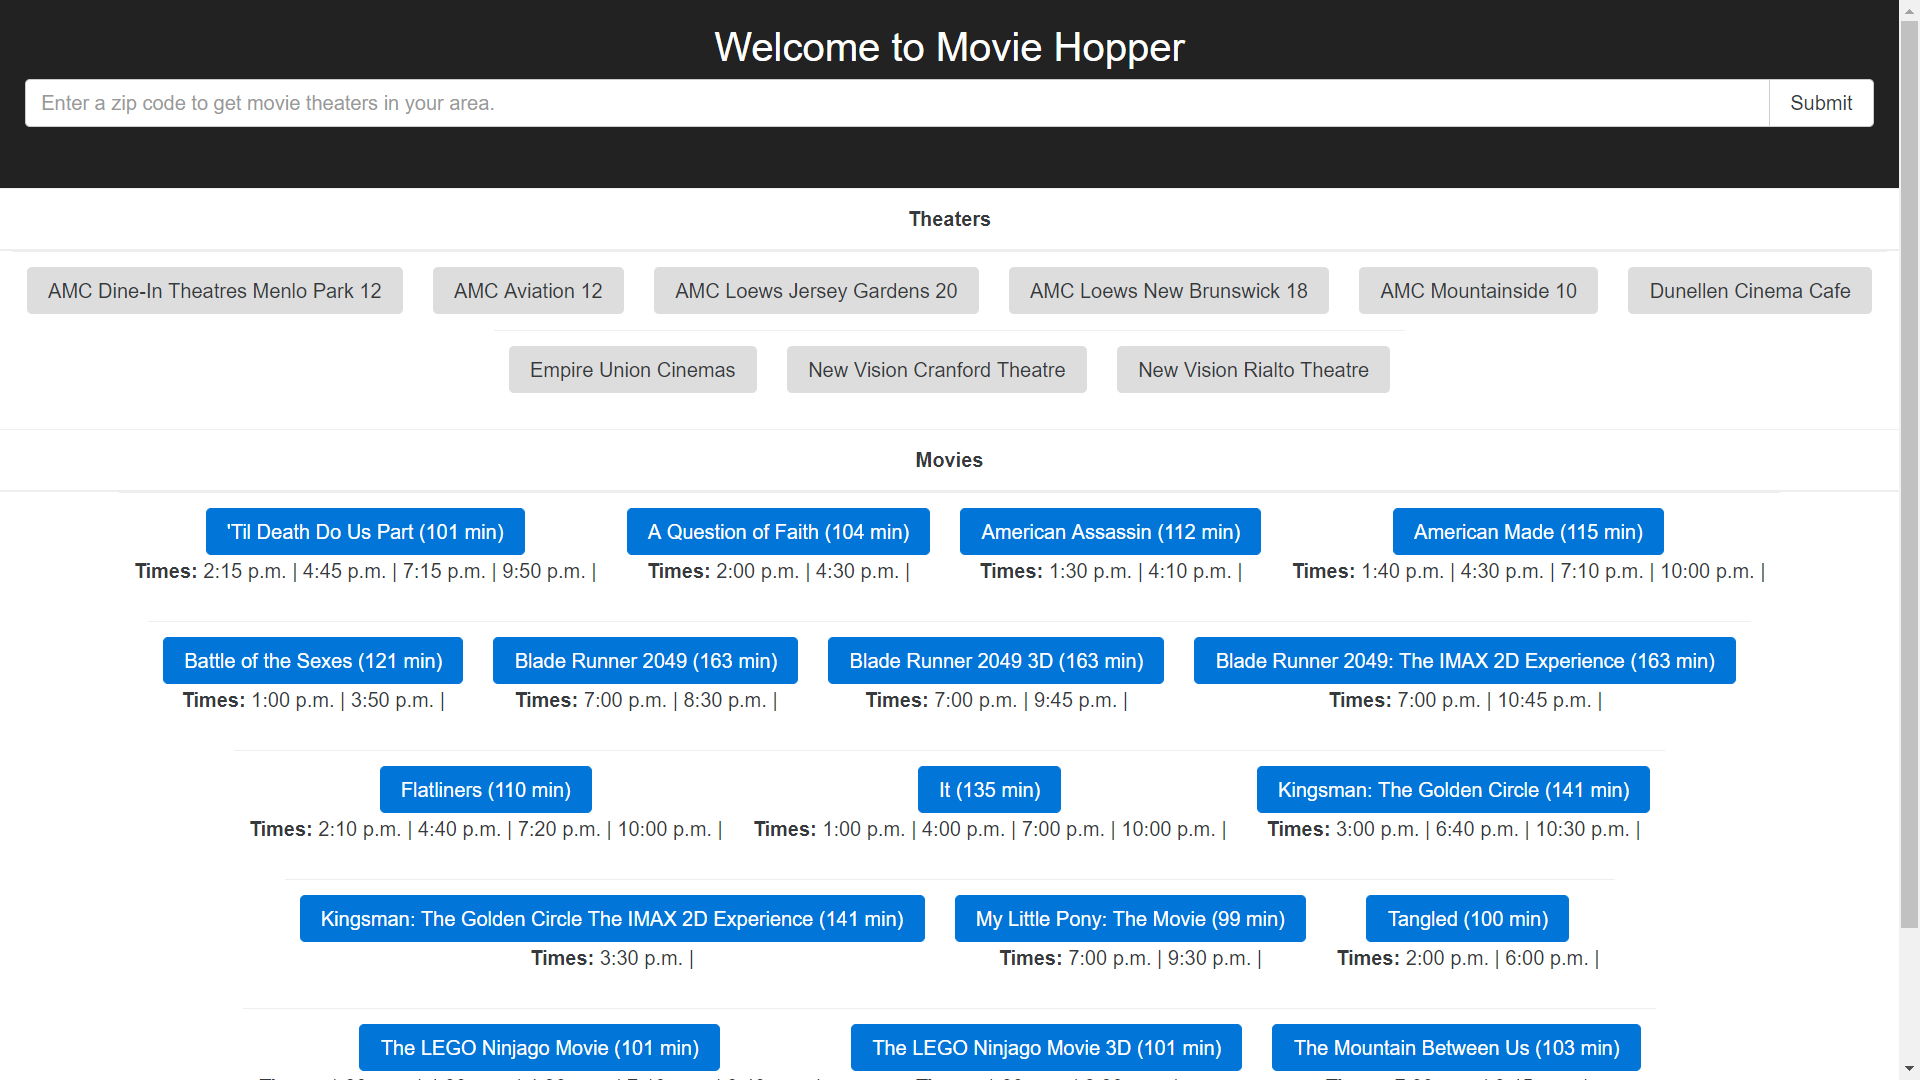 Welcome to Movie Hopper
Enter a zip code to get movie theaters in your area.
Submit
Theaters
AMC Dine-In Theatres Menlo Park 12
AMC Aviation 12
AMC Loews Jersey Gardens 20
AMC Loews New Brunswick 18
AMC Mountainside 10
Dunellen Cinema Cafe
Empire Union Cinemas
New Vision Cranford Theatre
New Vision Rialto Theatre
Movies
'Til Death Do Us Part (101 min)
Times: 2:15 p.m. | 4:45 p.m. | 7:15 p.m. | 9:50 p.m. |
A Question of Faith (104 min)
Times: 2:00 p.m. | 4:30 p.m. |
American Assassin (112 min)
Times: 1:30 p.m. | 4:10 p.m. |
American Made (115 min)
Times: 1:40 p.m. | 4:30 p.m. | 7:10 p.m. | 10:00 p.m. |
Battle of the Sexes (121 min)
Times: 1:00 p.m. | 3:50 p.m. |
Blade Runner 2049 (163 min)
Times: 7:00 p.m. | 8:30 p.m. |
Blade Runner 2049 3D (163 min)
Times: 7:00 p.m. | 9:45 p.m. |
Blade Runner 2049: The IMAX 2D Experience (163 min)
Times: 7:00 p.m. | 10:45 p.m. |
Flatliners (110 min)
Times: 2:10 p.m. | 4:40 p.m. | 7:20 p.m. | 10:00 p.m. |
It (135 min)
Times: 1:00 p.m. | 4:00 p.m. | 7:00 p.m. | 10:00 p.m. |
Kingsman: The Golden Circle (141 min)
Times: 3:00 p.m. | 6:40 p.m. | 10:30 p.m. |
Kingsman: The Golden Circle The IMAX 2D Experience (141 min)
Times: 3:30 p.m. |
My Little Pony: The Movie (99 min)
Times: 7:00 p.m. | 9:30 p.m. |
Tangled (100 min)
Times: 2:00 p.m. | 6:00 p.m. |
The LEGO Ninjago Movie (101 min)
The LEGO Ninjago Movie 3D (101 min)
The Mountain Between Us (103 min)